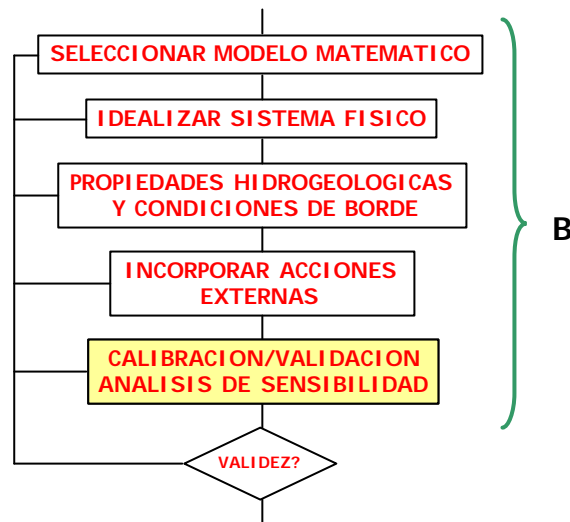 SELECCIONAR MODELO MATEMATICO
IDEALIZAR SISTEMA FISICO
PROPIEDADES HIDROGEOLOGICAS
Y CONDICIONES DE BORDE
B
INCORPORAR ACCIONES
EXTERNAS
CALIBRACION/VALIDACION
ANALISIS DE SENSIBILIDAD
VALIDEZ?